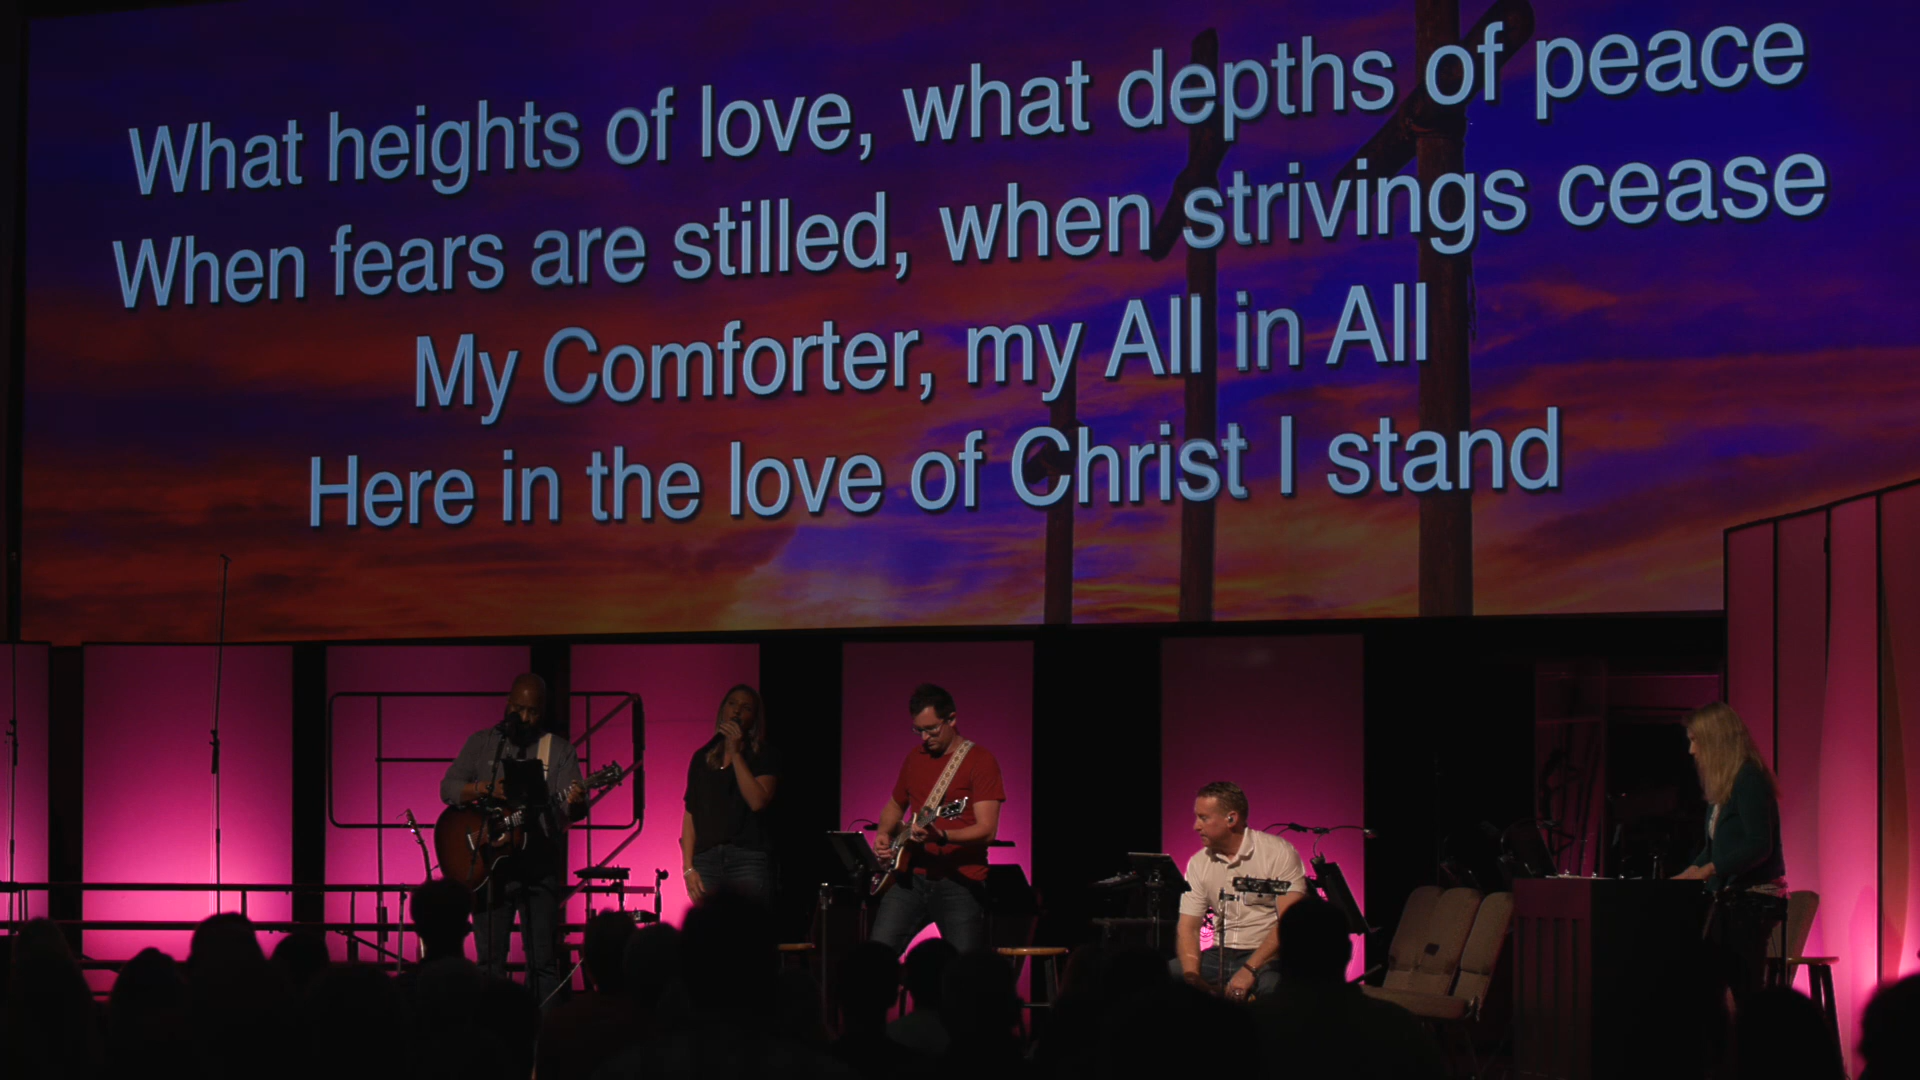 What heights of love, what depths of peace
When fears are stilled, when strivings cease
My Comforter, my All in All
Here in the love of Christ I stand